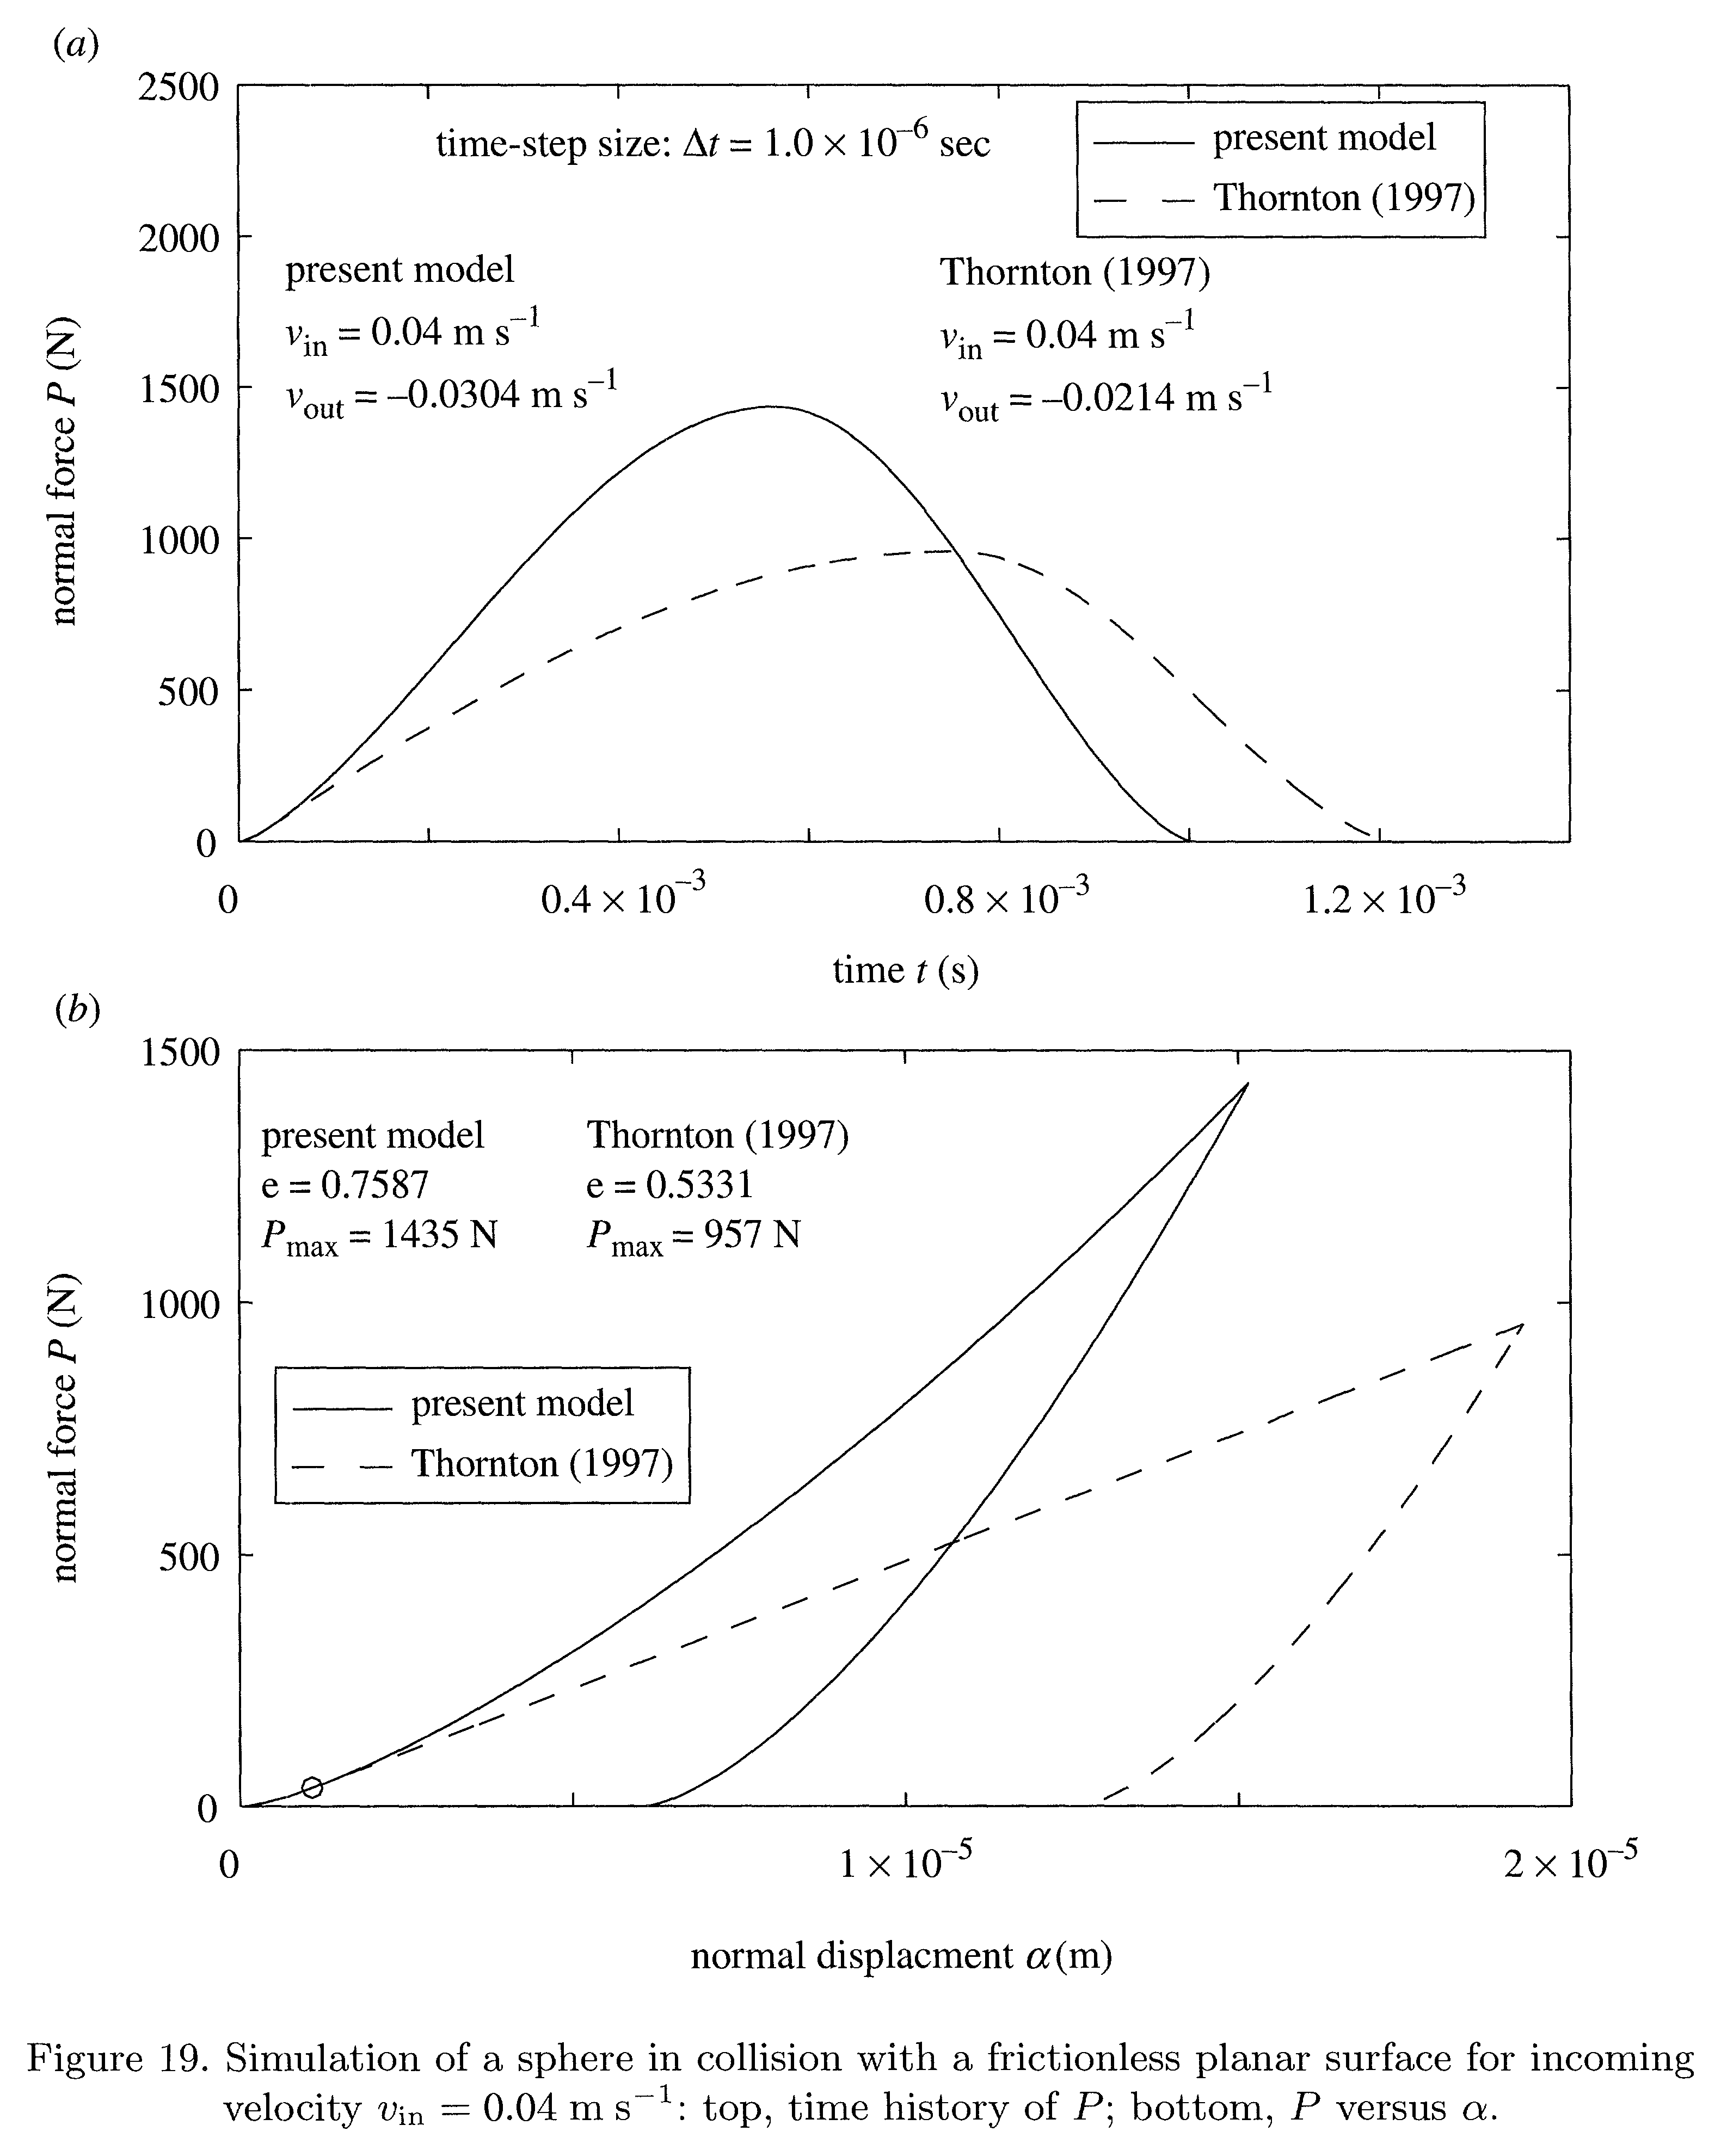 (a)
2500
2000
1500
1000
500
0
normal force P (N)
time-step size: Δt = 1.0 × 10⁻⁶ sec
present model
Thornton (1997)
present model
v_in = 0.04 m s⁻¹
v_out = –0.0304 m s⁻¹
Thornton (1997)
v_in = 0.04 m s⁻¹
v_out = –0.0214 m s⁻¹
0 0.4 × 10⁻³ 0.8 × 10⁻³ 1.2 × 10⁻³
time t (s)
(b)
1500
1000
500
0
normal force P (N)
present model
e = 0.7587
P_max = 1435 N
Thornton (1997)
e = 0.5331
P_max = 957 N
present model
Thornton (1997)
0 1 × 10⁻⁵ 2 × 10⁻⁵
normal displacment α(m)
Figure 19. Simulation of a sphere in collision with a frictionless planar surface for incoming
velocity v_in = 0.04 m s⁻¹: top, time history of P; bottom, P versus α.